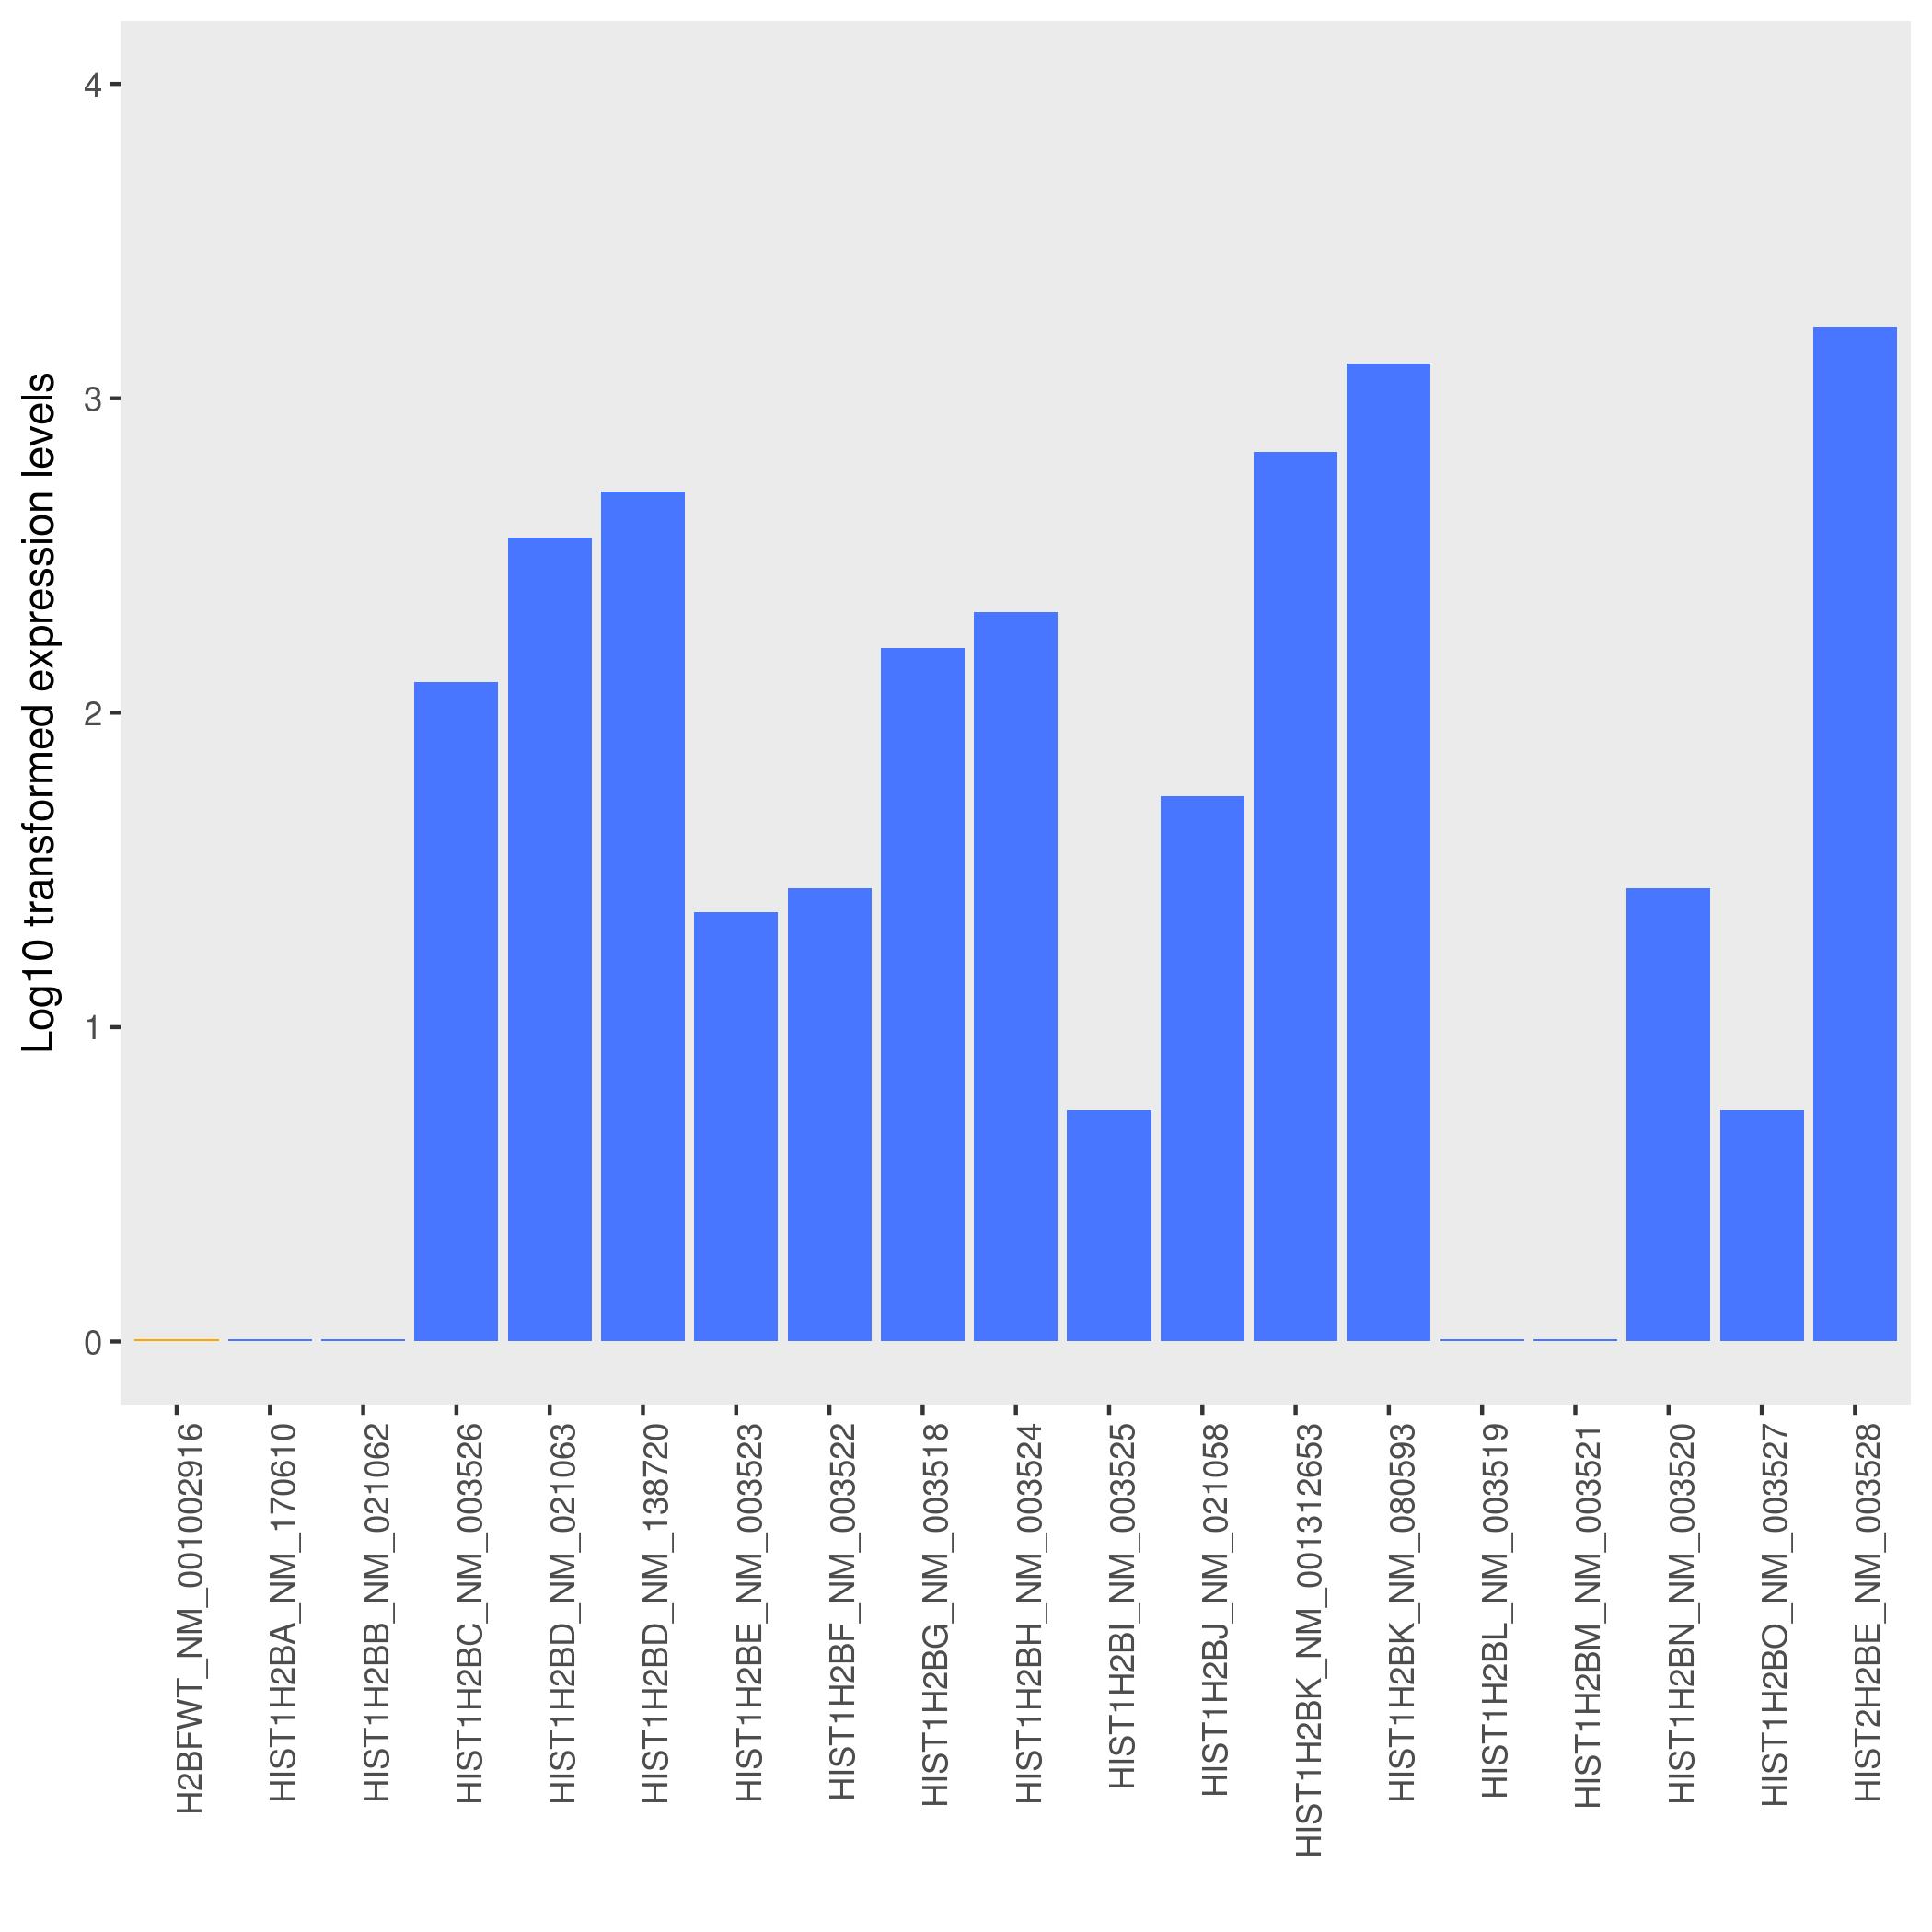 Log10 transformed expression levels
4
3
2
1
0
H2BFWT_NM_001002916
HIST1H2BA_NM_170610
HIST1H2BB_NM_021062
HIST1H2BC_NM_003526
HIST1H2BD_NM_021063
HIST1H2BD_NM_138720
HIST1H2BE_NM_003523
HIST1H2BF_NM_003522
HIST1H2BG_NM_003518
HIST1H2BH_NM_003524
HIST1H2BI_NM_003525
HIST1H2BJ_NM_021058
HIST1H2BK_NM_001312653
HIST1H2BK_NM_080593
HIST1H2BL_NM_003519
HIST1H2BM_NM_003521
HIST1H2BN_NM_003520
HIST1H2BO_NM_003527
HIST2H2BE_NM_003528